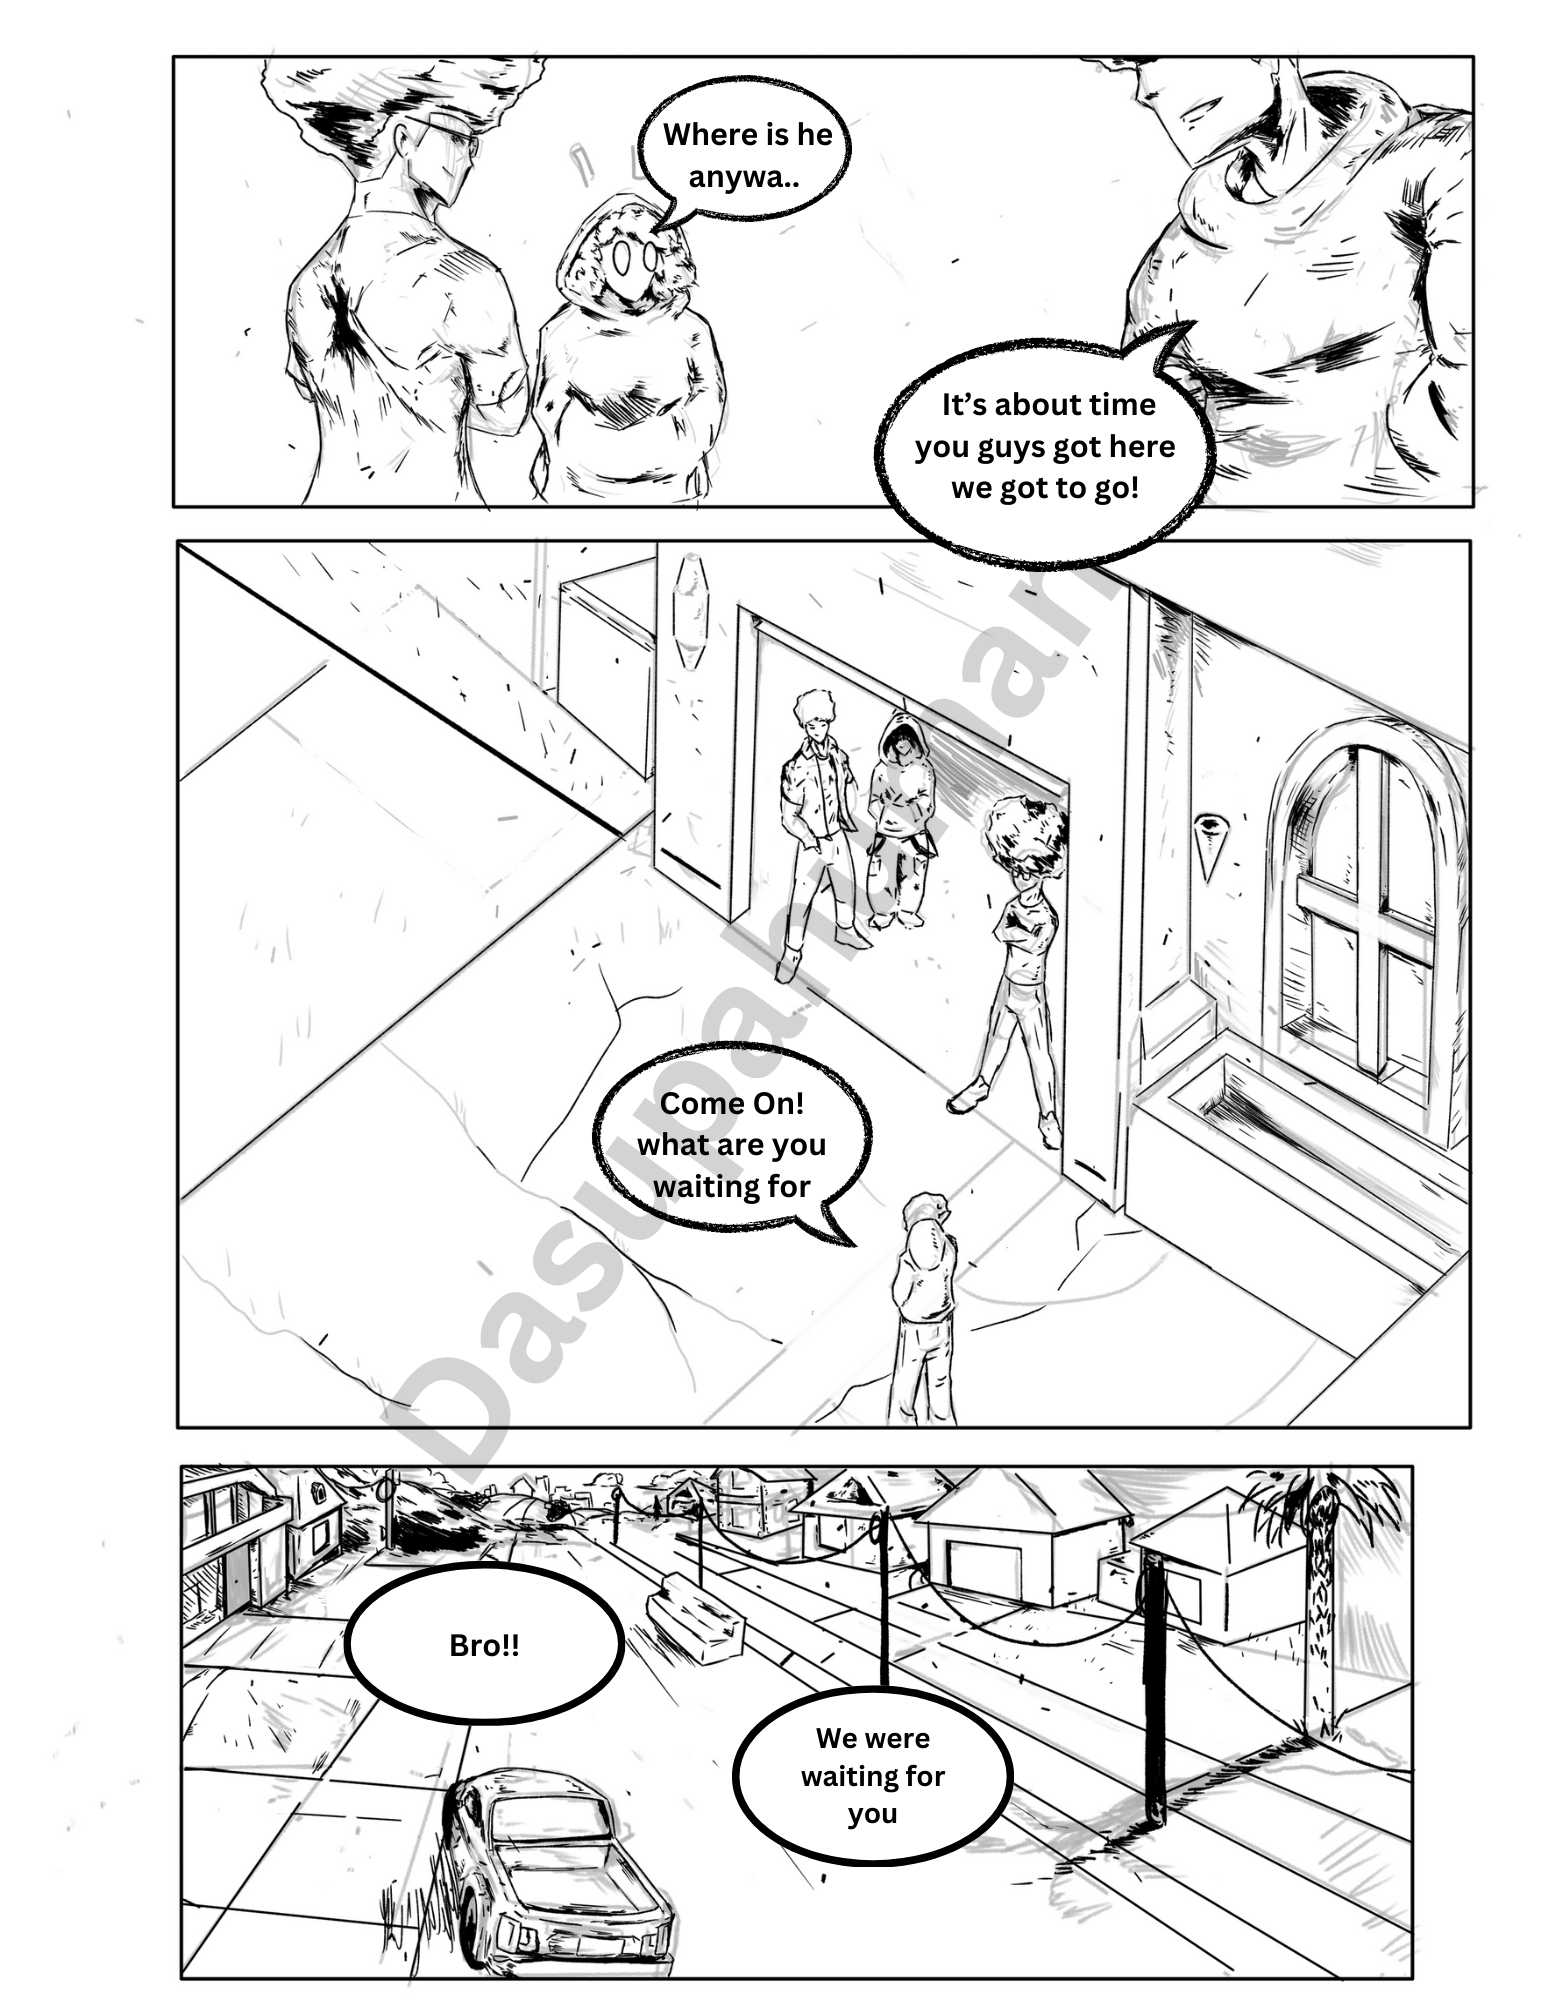 Where is he
anywa..
It's about time
you guys got here
we got to go!
Come On!
what are you
waiting for
Dasupahuman
Bro!!
We were
waiting for
you